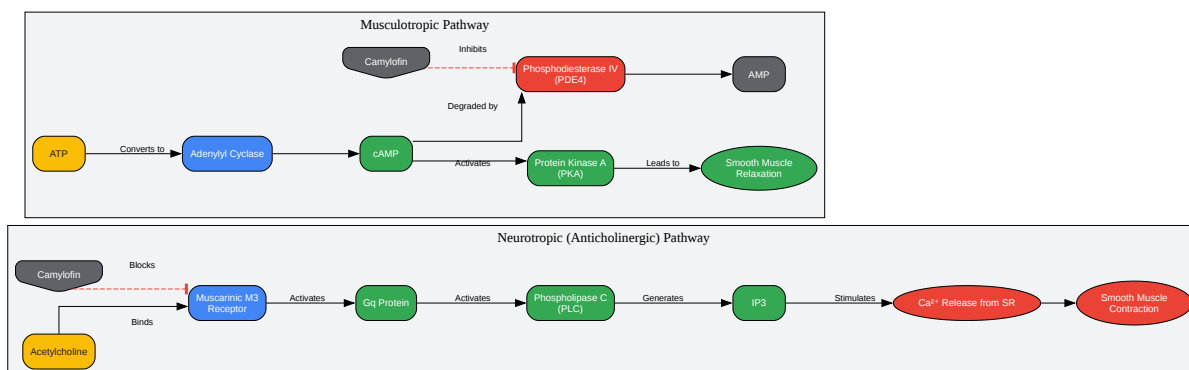 Musculotropic Pathway
Camylofin
Inhibits
Phosphodiesterase IV
(PDE4)
AMP
Degraded by
ATP
Converts to
Adenylyl Cyclase
cAMP
Activates
Protein Kinase A
(PKA)
Leads to
Smooth Muscle
Relaxation
Neurotropic (Anticholinergic) Pathway
Camylofin
Blocks
Muscarinic M3
Receptor
Activates
Gq Protein
Activates
Phospholipase C
(PLC)
Generates
IP3
Stimulates
Ca²⁺ Release from SR
Smooth Muscle
Contraction
Binds
Acetylcholine